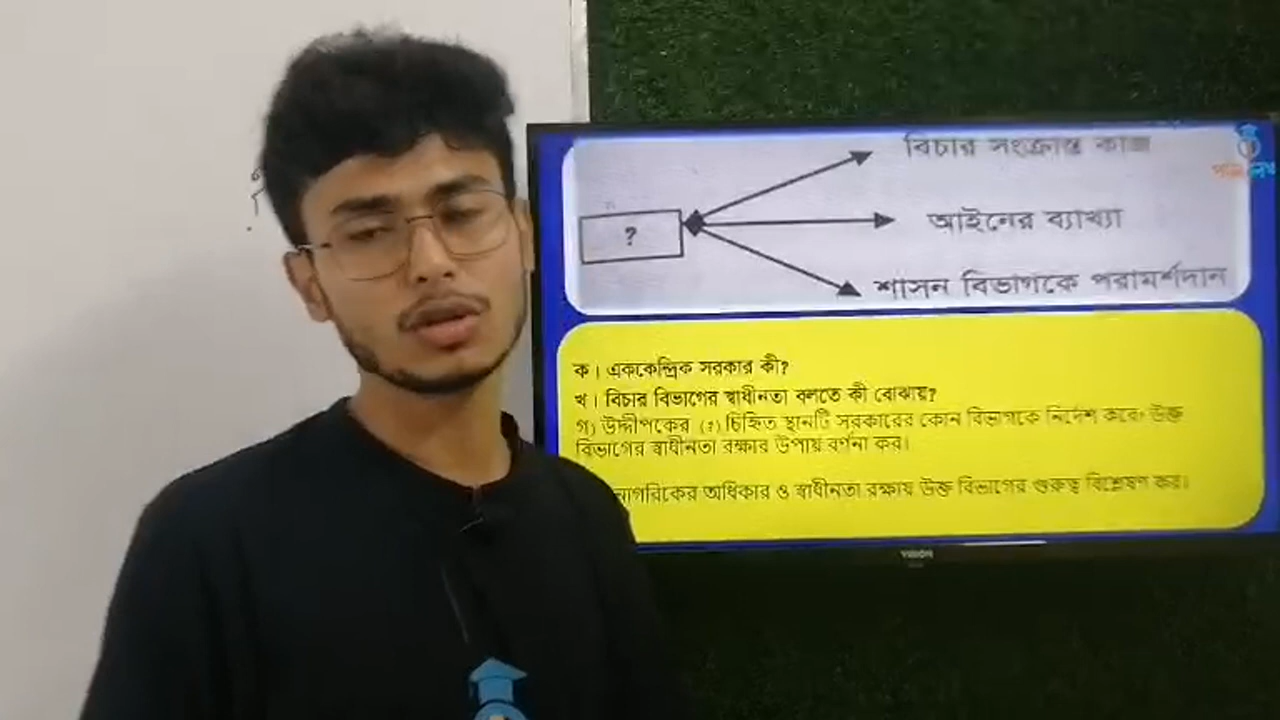 বিচার সংক্রান্ত কাজ
?
আইনের ব্যাখ্যা
শাসন বিভাগকে পরামর্শদান
ক। এককেন্দ্রিক সরকার কী?
খ। বিচার বিভাগের স্বাধীনতা বলতে কী বোঝায়?
গ) উদ্দীপকের (?) চিহ্নিত স্থানটি সরকারের কোন বিভাগকে নির্দেশ করে? উক্ত
বিভাগের স্বাধীনতা রক্ষার উপায় বর্ণনা কর।
নাগরিকের অধিকার ও স্বাধীনতা রক্ষায় উক্ত বিভাগের গুরুত্ব বিশ্লেষণ কর।
VISION